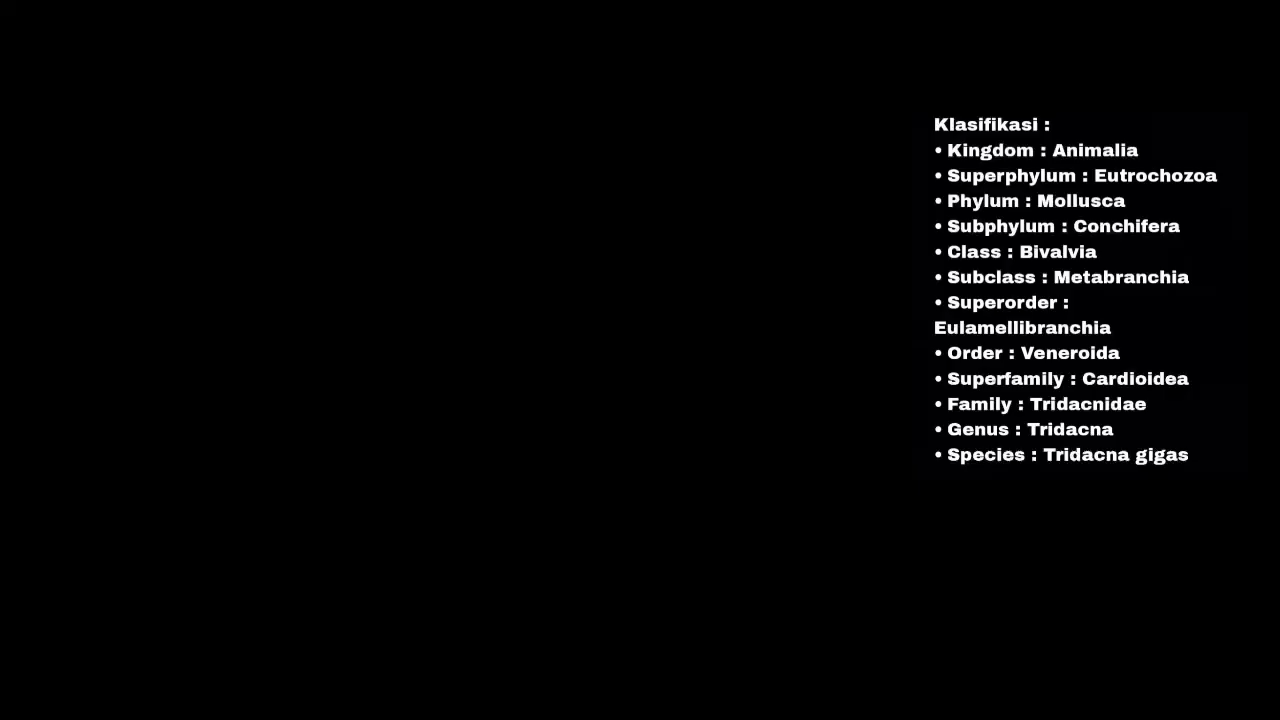 Klasifikasi :
• Kingdom : Animalia
• Superphylum : Eutrochozoa
• Phylum : Mollusca
• Subphylum : Conchifera
• Class : Bivalvia
• Subclass : Metabranchia
• Superorder :
Eulamellibranchia
• Order : Veneroida
• Superfamily : Cardioidea
• Family : Tridacnidae
• Genus : Tridacna
• Species : Tridacna gigas